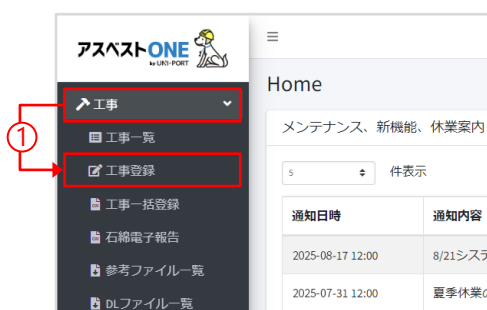 アスベストONE
by UNI-PORT
Home
工事
①
工事一覧
工事登録
工事一括登録
石綿電子報告
参考ファイル一覧
DLファイル一覧
メンテナンス、新機能、休業案内
5 件表示
通知日時 通知内容
2025-08-17 12:00 8/21システ
2025-07-31 12:00 夏季休業の